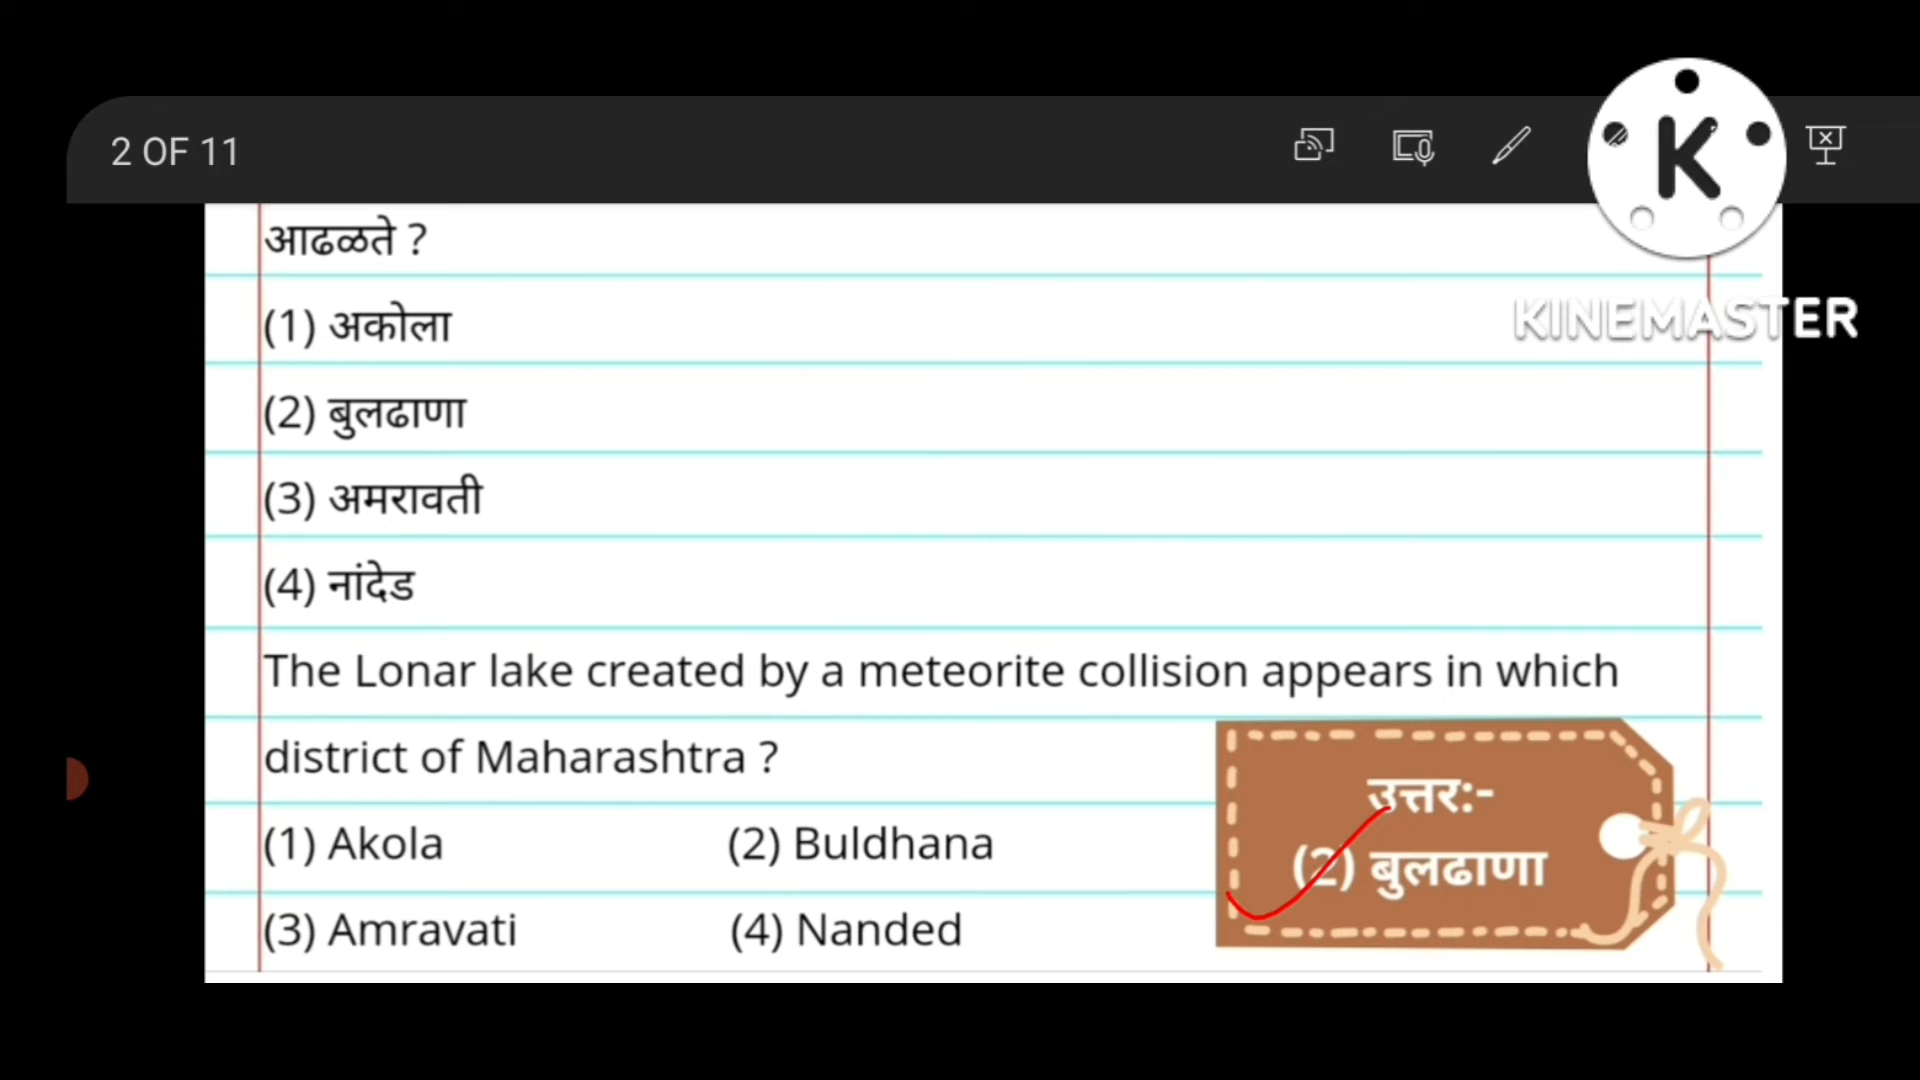 2 OF 11
K
KINEMASTER
आढळते ?
(1) अकोला
(2) बुलढाणा
(3) अमरावती
(4) नांदेड
The Lonar lake created by a meteorite collision appears in which
district of Maharashtra ?
(1) Akola (2) Buldhana
(3) Amravati (4) Nanded
उत्तर:-
(2) बुलढाणा